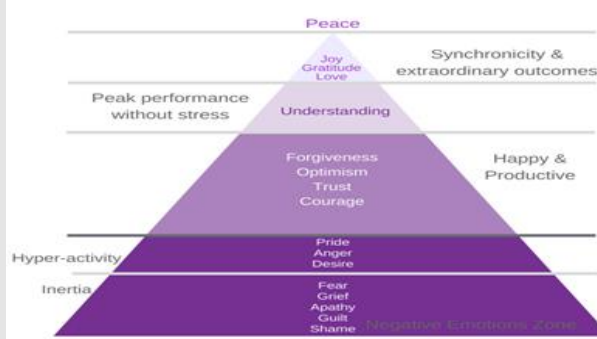 Peace
Joy
Gratitude
Love
Synchronicity &
extraordinary outcomes
Peak performance
without stress
Understanding
Forgiveness
Optimism
Trust
Courage
Happy &
Productive
Pride
Anger
Desire
Hyper-activity
Inertia
Fear
Grief
Apathy
Guilt
Shame
Negative Emotions Zone